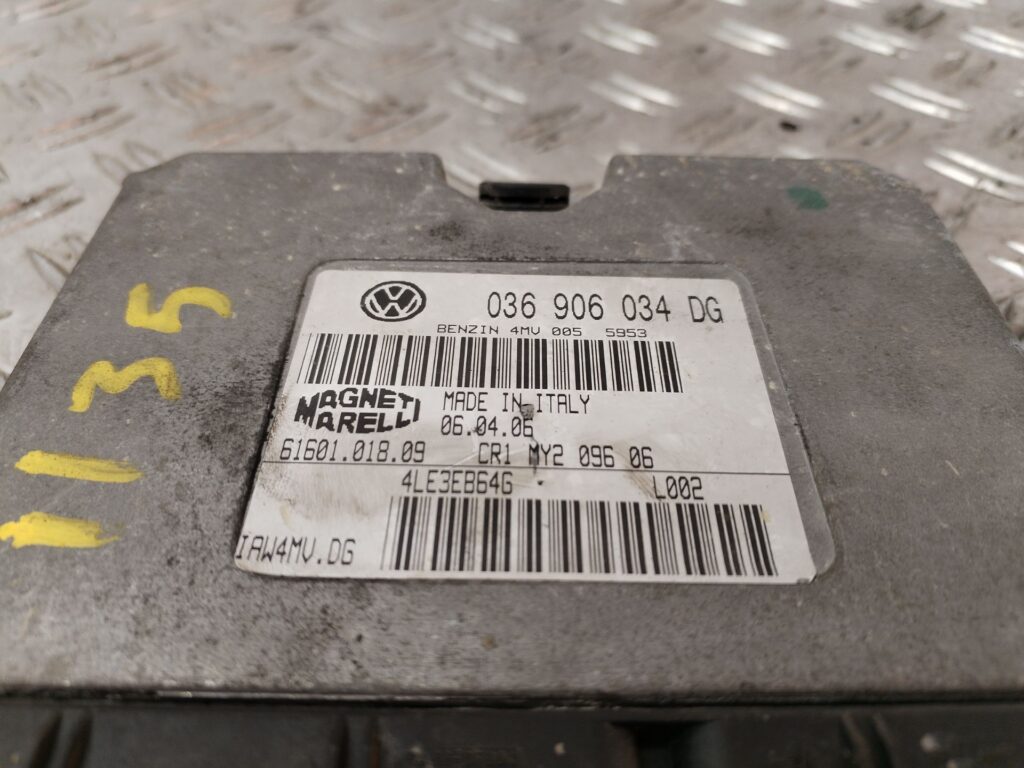 VW 036 906 034 DG
BENZIN 4MV 005 5953
MAGNETI MARELLI
MADE IN ITALY
06.04.06
61601.018.09 CR1 MY2 096 06
4LE3EB64G L002
IAW4MV.DG
1135